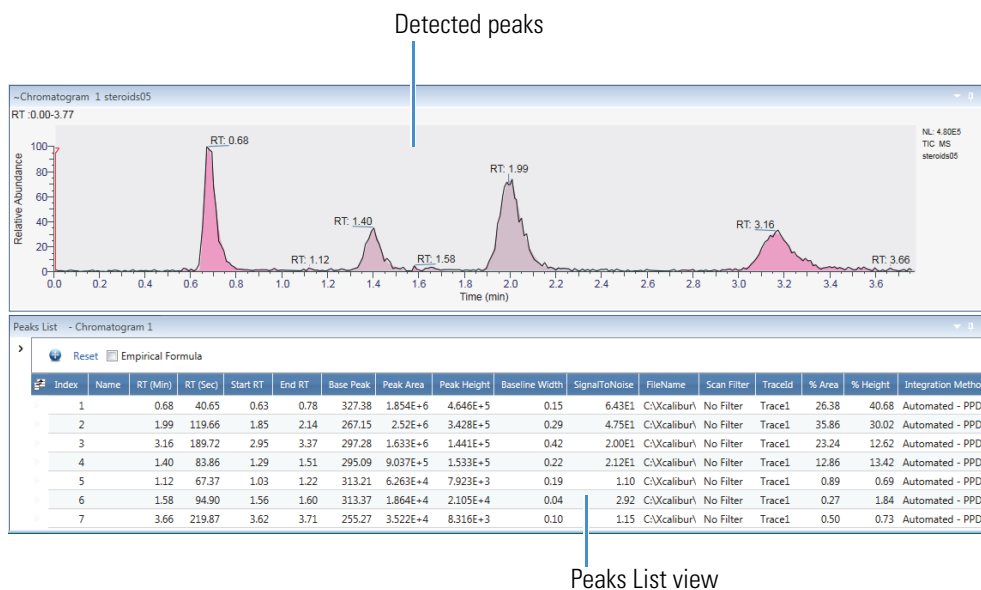 Detected peaks
~Chromatogram 1 steroids05
RT :0.00-3.77
NL: 4.80E5
TIC MS
steroids05
Relative Abundance
100
80
60
40
20
0
RT: 0.68
RT: 1.12
RT: 1.40
RT: 1.58
RT: 1.99
RT: 3.16
RT: 3.66
0.0 0.2 0.4 0.6 0.8 1.0 1.2 1.4 1.6 1.8 2.0 2.2 2.4 2.6 2.8 3.0 3.2 3.4 3.6
Time (min)
Peaks List - Chromatogram 1
Reset Empirical Formula
Index Name RT (Min) RT (Sec) Start RT End RT Base Peak Peak Area Peak Height Baseline Width SignalToNoise FileName Scan Filter TraceId % Area % Height Integration Metho
1 0.68 40.65 0.63 0.78 327.38 1.854E+6 4.646E+5 0.15 6.43E1 C:\Xcalibur\ No Filter Trace1 26.38 40.68 Automated - PPD
2 1.99 119.66 1.85 2.14 267.15 2.52E+6 3.428E+5 0.29 4.75E1 C:\Xcalibur\ No Filter Trace1 35.86 30.02 Automated - PPD
3 3.16 189.72 2.95 3.37 297.28 1.633E+6 1.441E+5 0.42 2.00E1 C:\Xcalibur\ No Filter Trace1 23.24 12.62 Automated - PPD
4 1.40 83.86 1.29 1.51 295.09 9.037E+5 1.533E+5 0.22 2.12E1 C:\Xcalibur\ No Filter Trace1 12.86 13.42 Automated - PPD
5 1.12 67.37 1.03 1.22 313.21 6.263E+4 7.923E+3 0.19 1.10 C:\Xcalibur\ No Filter Trace1 0.89 0.69 Automated - PPD
6 1.58 94.90 1.56 1.60 313.37 1.864E+4 2.105E+4 0.04 2.92 C:\Xcalibur\ No Filter Trace1 0.27 1.84 Automated - PPD
7 3.66 219.87 3.62 3.71 255.27 3.522E+4 8.316E+3 0.10 1.15 C:\Xcalibur\ No Filter Trace1 0.50 0.73 Automated - PPD
Peaks List view